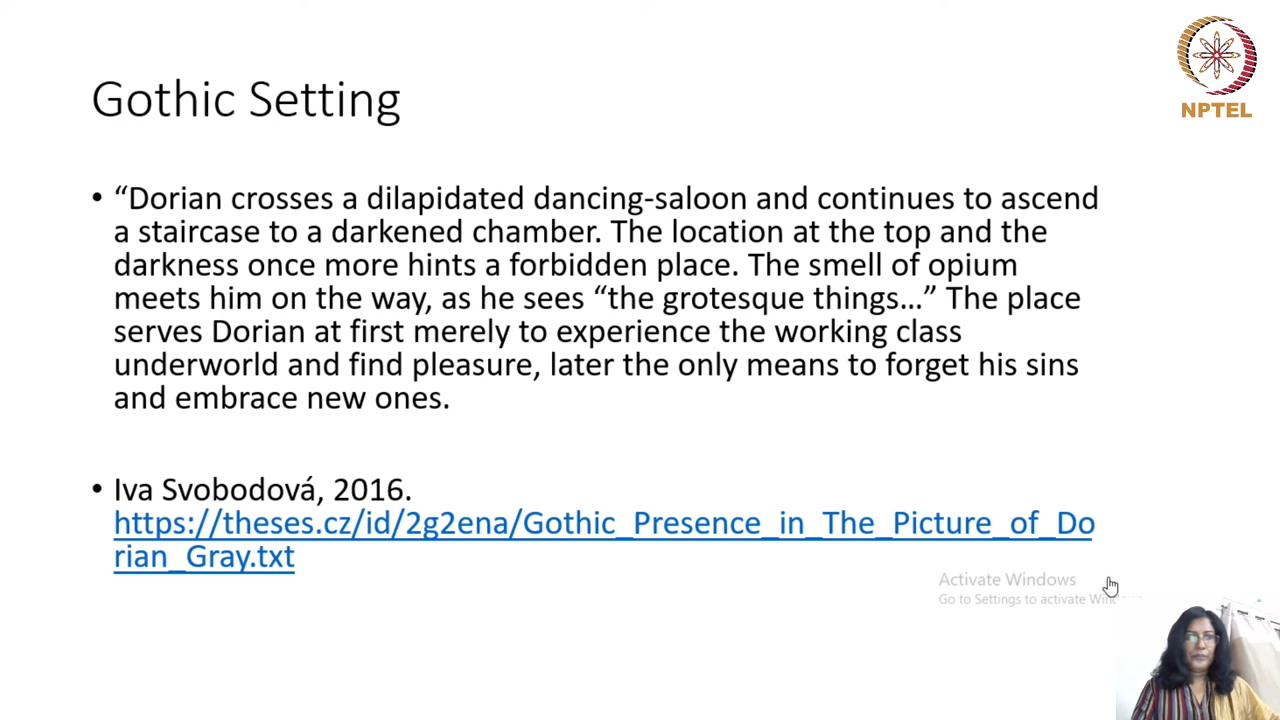 NPTEL
Gothic Setting
• “Dorian crosses a dilapidated dancing-saloon and continues to ascend
a staircase to a darkened chamber. The location at the top and the
darkness once more hints a forbidden place. The smell of opium
meets him on the way, as he sees “the grotesque things…” The place
serves Dorian at first merely to experience the working class
underworld and find pleasure, later the only means to forget his sins
and embrace new ones.
• Iva Svobodová, 2016.
https://theses.cz/id/2g2ena/Gothic_Presence_in_The_Picture_of_Do
rian_Gray.txt
Activate Windows
Go to Settings to activate